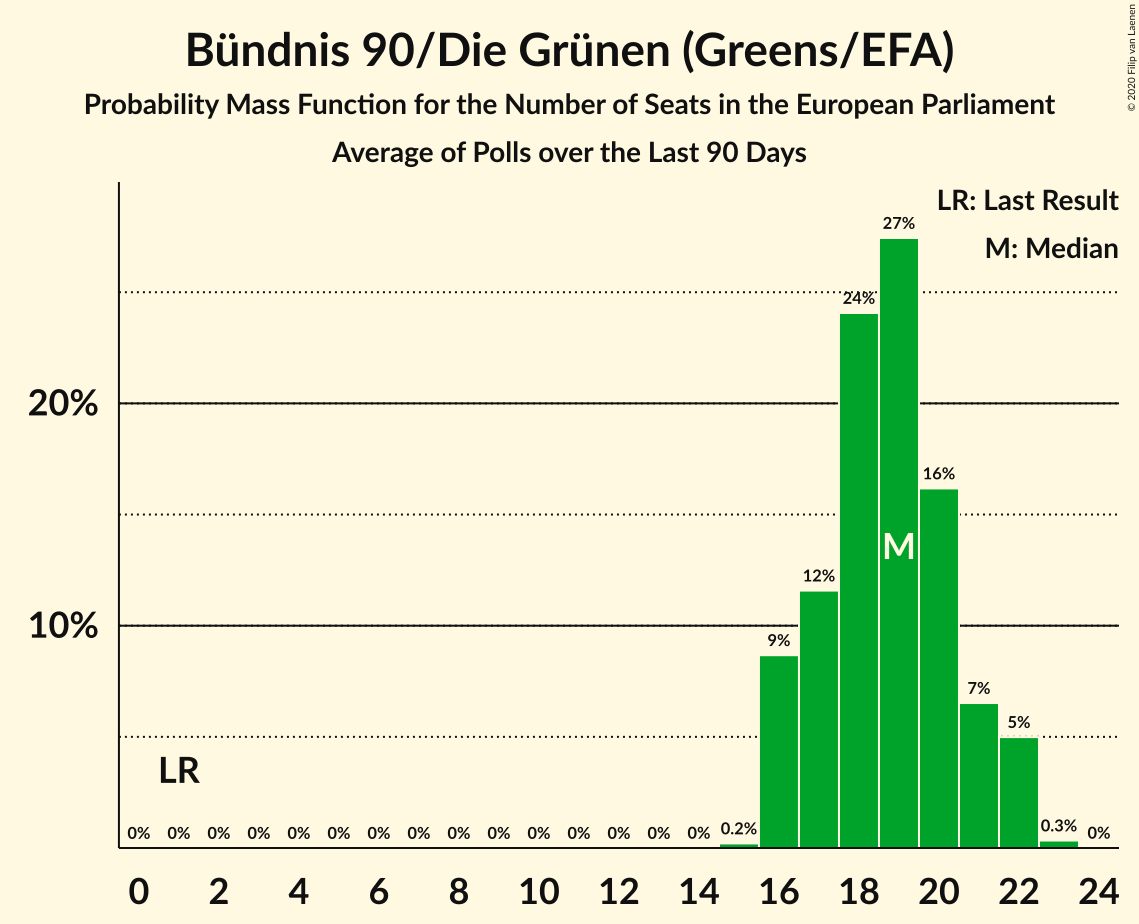 Bündnis 90/Die Grünen (Greens/EFA)
Probability Mass Function for the Number of Seats in the European Parliament
Average of Polls over the Last 90 Days
© 2020 Filip van Laenen
LR: Last Result
M: Median
27%
24%
20%
16%
M
12%
10%
9%
7%
5%
LR
0% 0% 0% 0% 0% 0% 0% 0% 0% 0% 0% 0% 0% 0% 0% 0.2% 0.3% 0%
0 2 4 6 8 10 12 14 16 18 20 22 24